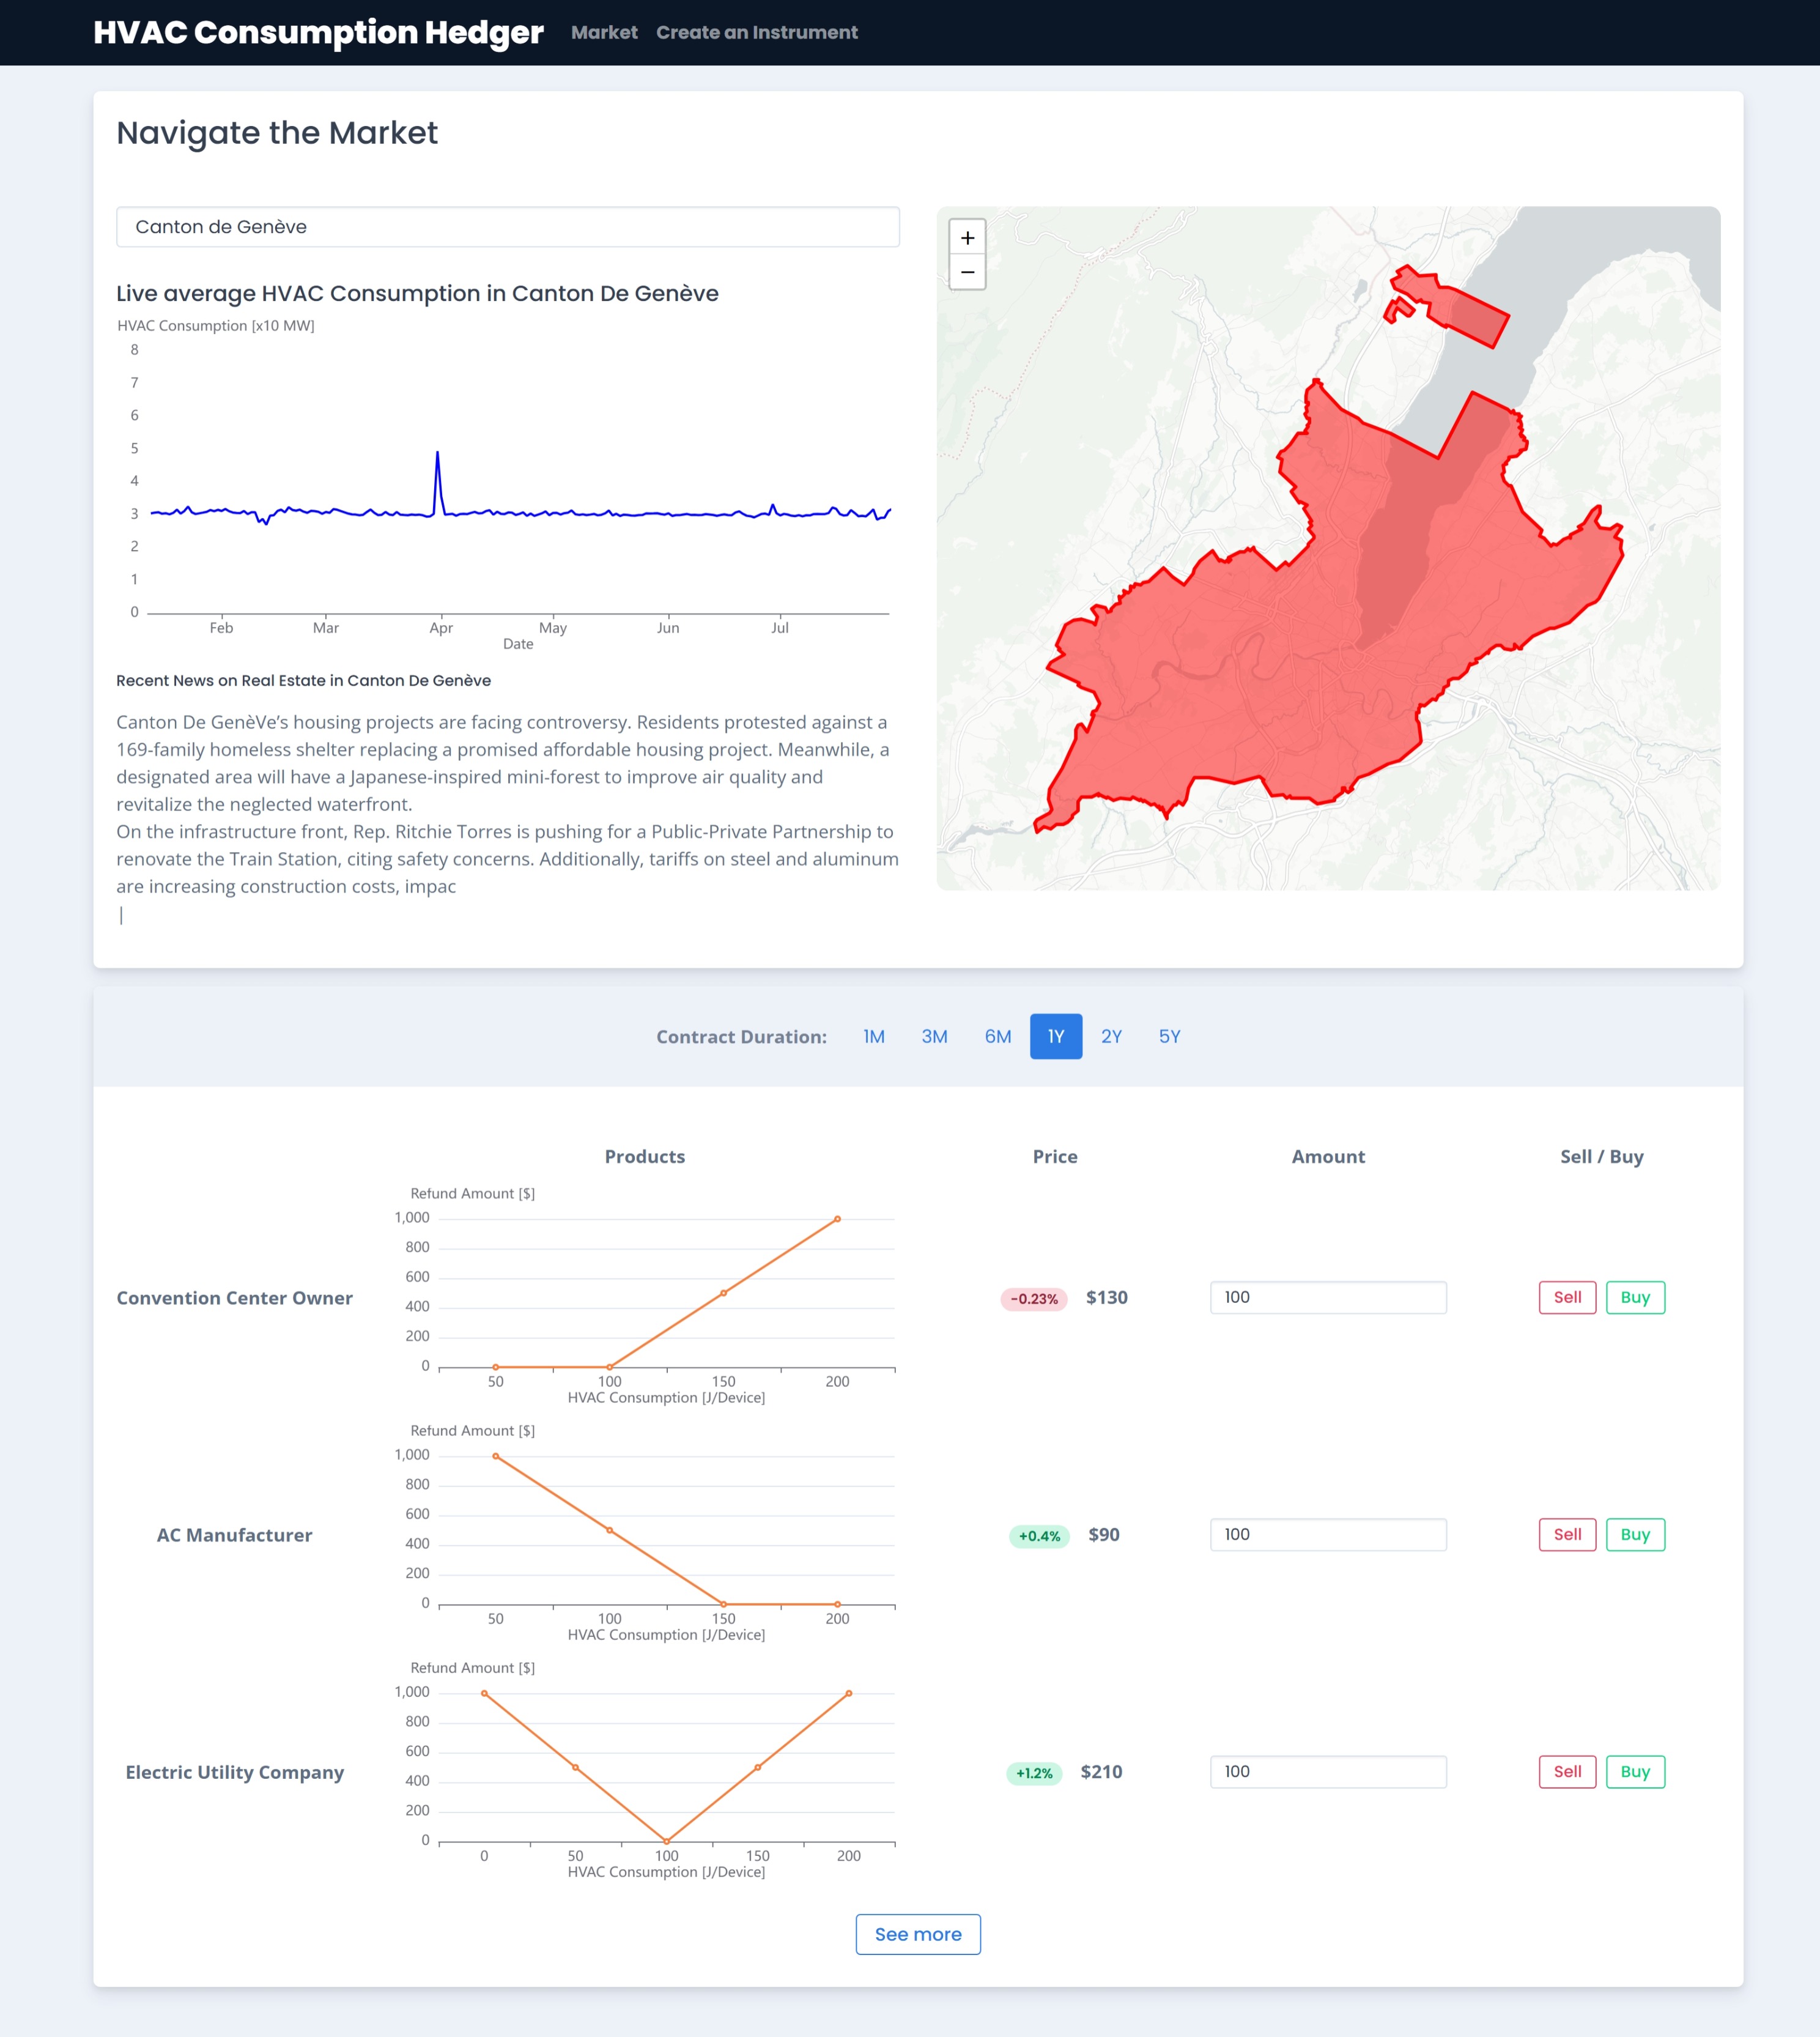 HVAC Consumption Hedger Market Create an Instrument
Navigate the Market
Canton de Genève
Live average HVAC Consumption in Canton De Genève
HVAC Consumption [x10 MW]
8
7
6
5
4
3
2
1
0
Feb Mar Apr May Jun Jul
Date
Recent News on Real Estate in Canton De Genève
Canton De GenèVe’s housing projects are facing controversy. Residents protested against a
169-family homeless shelter replacing a promised affordable housing project. Meanwhile, a
designated area will have a Japanese-inspired mini-forest to improve air quality and
revitalize the neglected waterfront.
On the infrastructure front, Rep. Ritchie Torres is pushing for a Public-Private Partnership to
renovate the Train Station, citing safety concerns. Additionally, tariffs on steel and aluminum
are increasing construction costs, impac
|
+
−
Contract Duration: 1M 3M 6M 1Y 2Y 5Y
Products Price Amount Sell / Buy
Convention Center Owner
Refund Amount [$]
1,000
800
600
400
200
0
50 100 150 200
HVAC Consumption [J/Device]
−0.23% $130 100 Sell Buy
AC Manufacturer
Refund Amount [$]
1,000
800
600
400
200
0
50 100 150 200
HVAC Consumption [J/Device]
+0.4% $90 100 Sell Buy
Electric Utility Company
Refund Amount [$]
1,000
800
600
400
200
0
0 50 100 150 200
HVAC Consumption [J/Device]
+1.2% $210 100 Sell Buy
See more